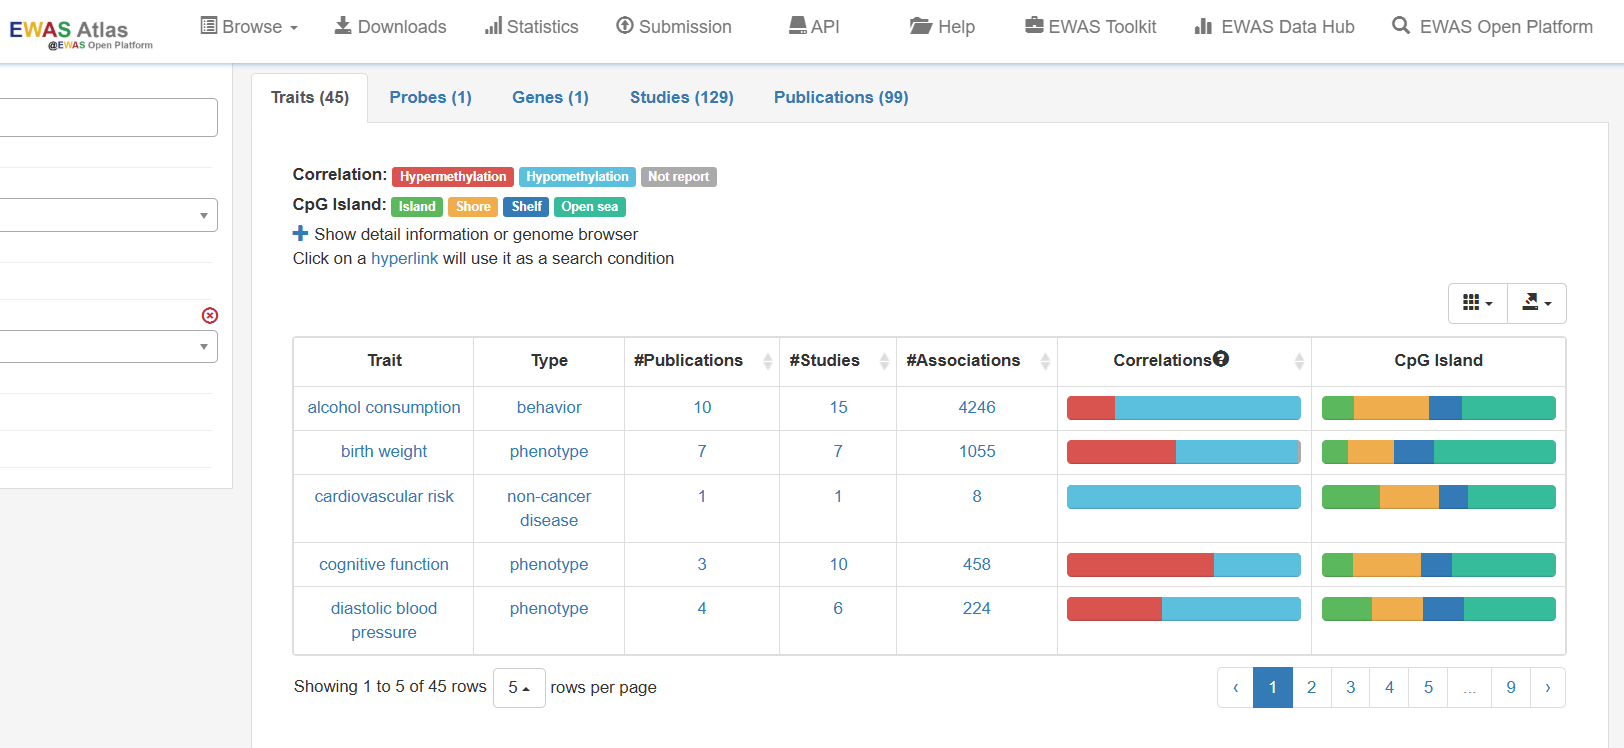 EWAS Atlas
@EWAS Open Platform
Browse
Downloads
Statistics
Submission
API
Help
EWAS Toolkit
EWAS Data Hub
EWAS Open Platform
Traits (45)
Probes (1)
Genes (1)
Studies (129)
Publications (99)
Correlation: Hypermethylation Hypomethylation Not report
CpG Island: Island Shore Shelf Open sea
Show detail information or genome browser
Click on a hyperlink will use it as a search condition
Trait Type #Publications #Studies #Associations Correlations CpG Island
alcohol consumption behavior 10 15 4246
birth weight phenotype 7 7 1055
cardiovascular risk non-cancer 1 1 8
disease
cognitive function phenotype 3 10 458
diastolic blood phenotype 4 6 224
pressure
Showing 1 to 5 of 45 rows 5 rows per page
‹ 1 2 3 4 5 ... 9 ›